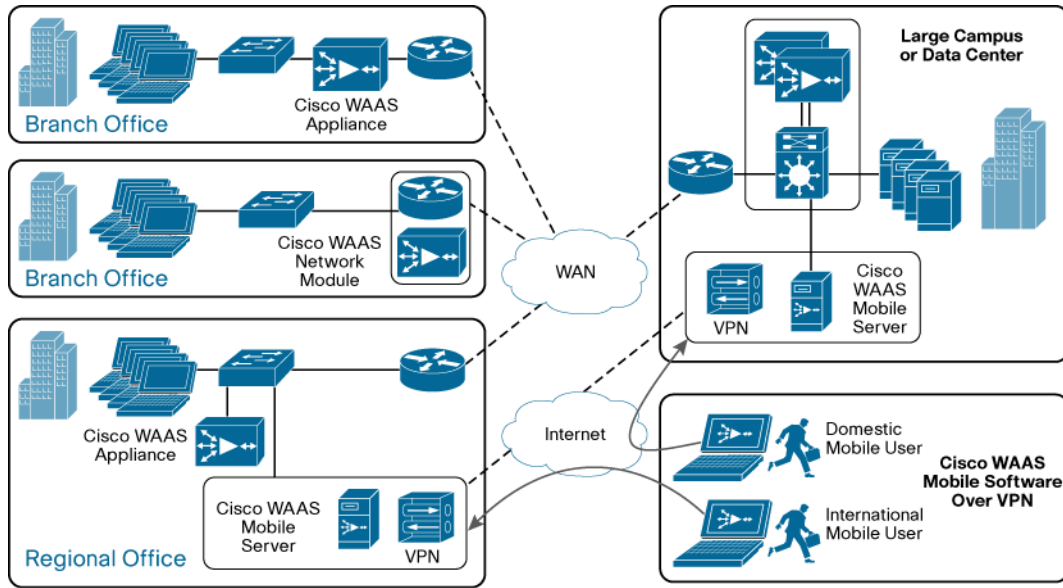 Cisco WAAS
Appliance
Branch Office
Cisco WAAS
Network
Module
Branch Office
Cisco WAAS
Appliance
Cisco WAAS
Mobile
Server
VPN
Regional Office
WAN
Internet
Large Campus
or Data Center
VPN
Cisco
WAAS
Mobile
Server
Domestic
Mobile User
International
Mobile User
Cisco WAAS
Mobile Software
Over VPN